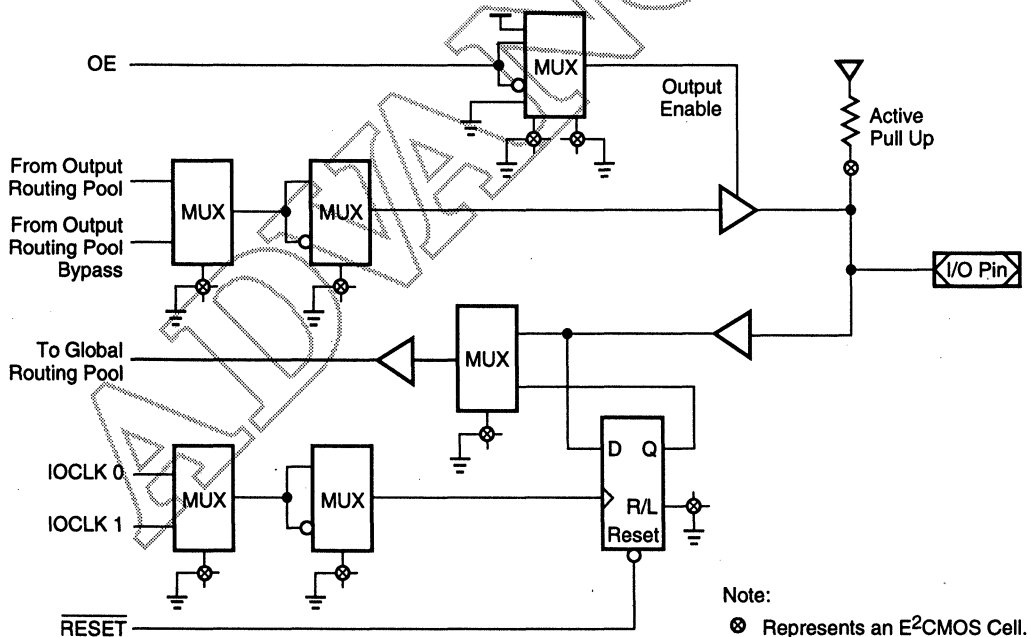 OE
MUX
Output
Enable
Active
Pull Up
From Output
Routing Pool
MUX
MUX
From Output
Routing Pool
Bypass
I/O Pin
To Global
Routing Pool
MUX
D Q
IOCLK 0
MUX
MUX
R/L
IOCLK 1
Reset
RESET
Note:
⊗ Represents an E²CMOS Cell.
ADVANC